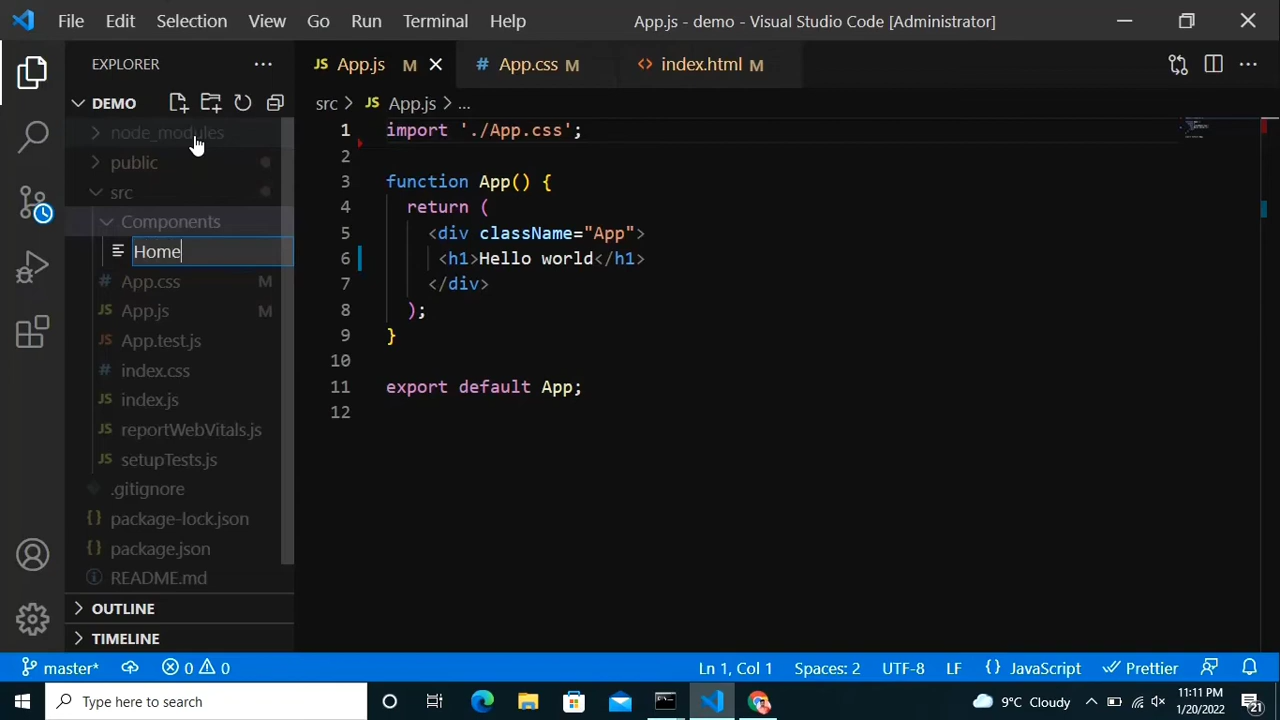 File Edit Selection View Go Run Terminal Help App.js - demo - Visual Studio Code [Administrator]
EXPLORER
App.js M
App.css M
index.html M
DEMO
src > App.js > ...
node_modules
public
src
Components
Home
App.css M
App.js M
App.test.js
index.css
index.js
reportWebVitals.js
setupTests.js
.gitignore
package-lock.json
package.json
README.md
OUTLINE
TIMELINE
1 import './App.css';
2
3 function App() {
4 return (
5 <div className="App">
6 <h1>Hello world</h1>
7 </div>
8 );
9 }
10
11 export default App;
12
master* 0 0 Ln 1, Col 1 Spaces: 2 UTF-8 LF {} JavaScript Prettier
Type here to search 9°C Cloudy 11:11 PM
1/20/2022 21